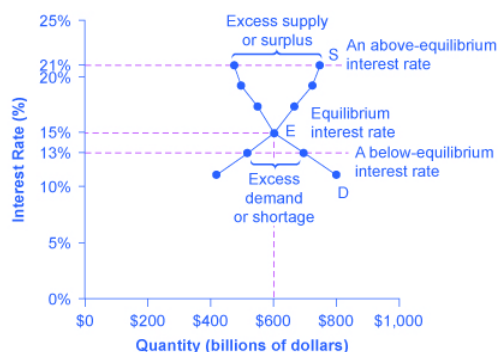 25%
Excess supply
or surplus
S
An above-equilibrium
interest rate
21%
20%
Equilibrium
interest rate
15%
E
13%
A below-equilibrium
interest rate
Excess
demand
or shortage
10%
D
5%
0%
$0
$200
$400
$600
$800
$1,000
Interest Rate (%)
Quantity (billions of dollars)